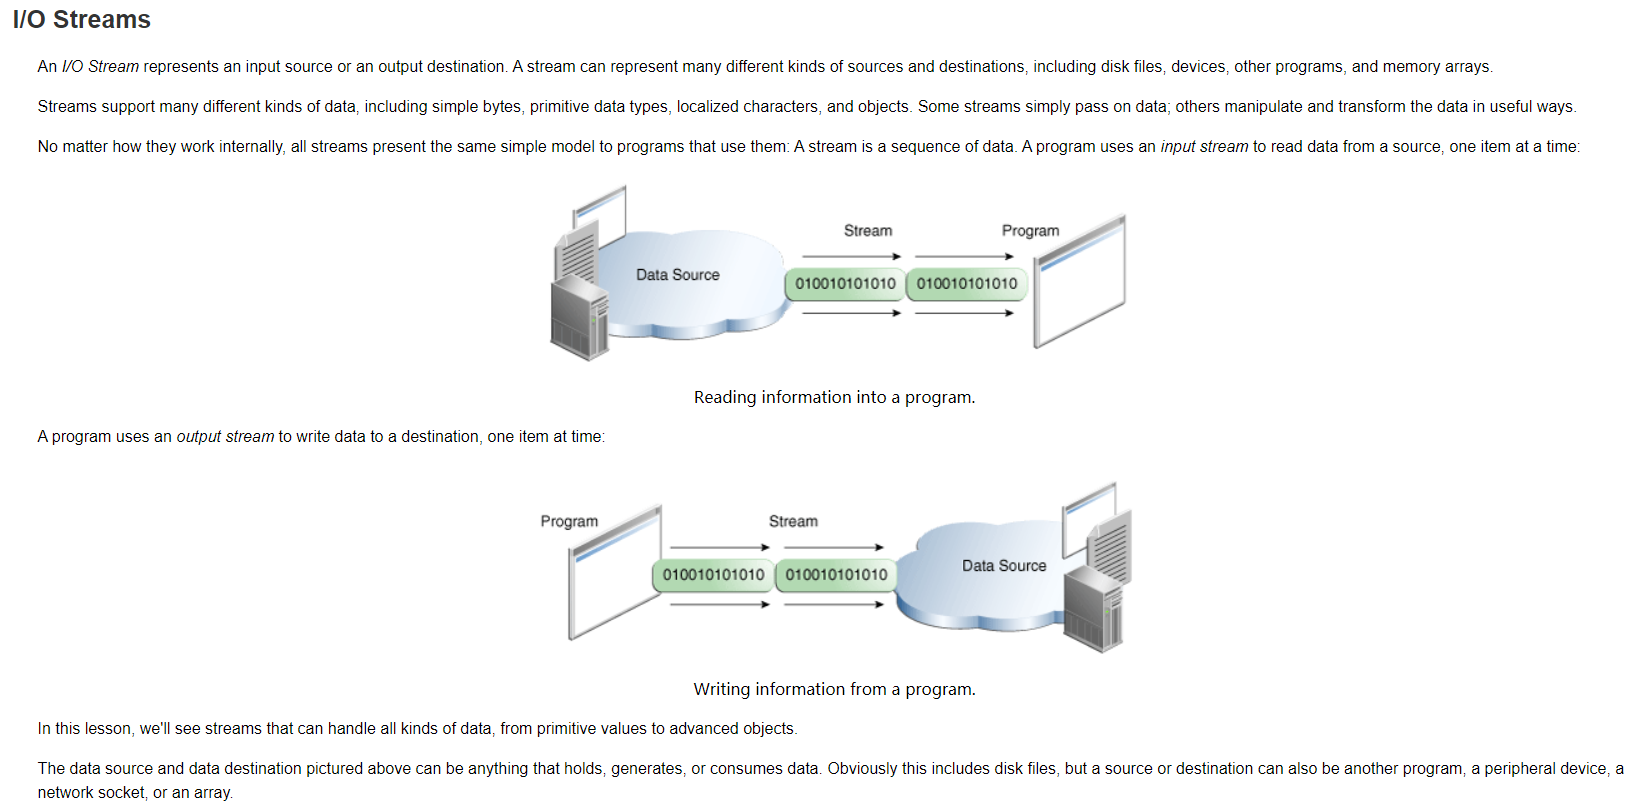 I/O Streams
An I/O Stream represents an input source or an output destination. A stream can represent many different kinds of sources and destinations, including disk files, devices, other programs, and memory arrays.
Streams support many different kinds of data, including simple bytes, primitive data types, localized characters, and objects. Some streams simply pass on data; others manipulate and transform the data in useful ways.
No matter how they work internally, all streams present the same simple model to programs that use them: A stream is a sequence of data. A program uses an input stream to read data from a source, one item at a time:
Stream
Program
Data Source
010010101010
010010101010
Reading information into a program.
A program uses an output stream to write data to a destination, one item at time:
Program
Stream
Data Source
010010101010
010010101010
Writing information from a program.
In this lesson, we'll see streams that can handle all kinds of data, from primitive values to advanced objects.
The data source and data destination pictured above can be anything that holds, generates, or consumes data. Obviously this includes disk files, but a source or destination can also be another program, a peripheral device, a
network socket, or an array.